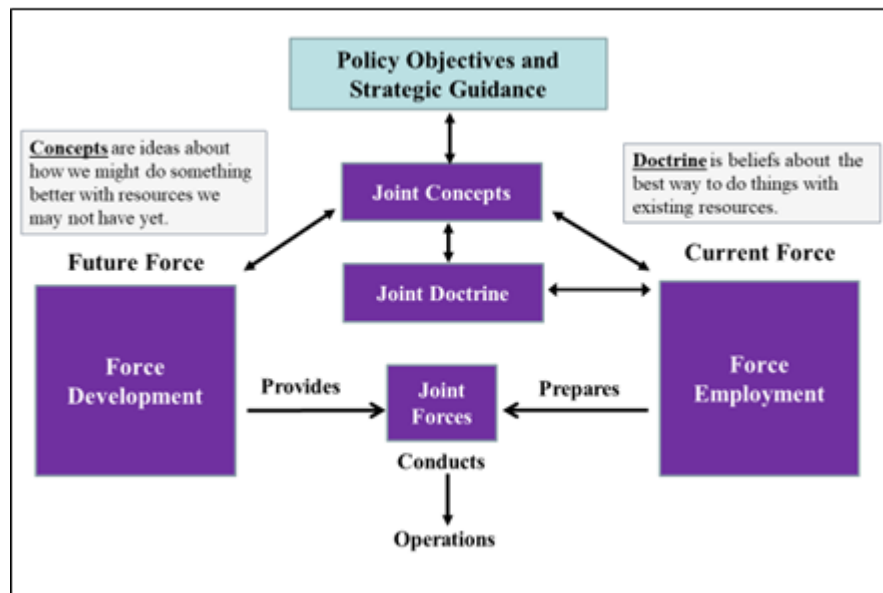 Policy Objectives and
Strategic Guidance
Concepts are ideas about
how we might do something
better with resources we
may not have yet.
Doctrine is beliefs about the
best way to do things with
existing resources.
Joint Concepts
Future Force
Current Force
Joint Doctrine
Force
Development
Provides
Joint
Forces
Prepares
Force
Employment
Conducts
Operations